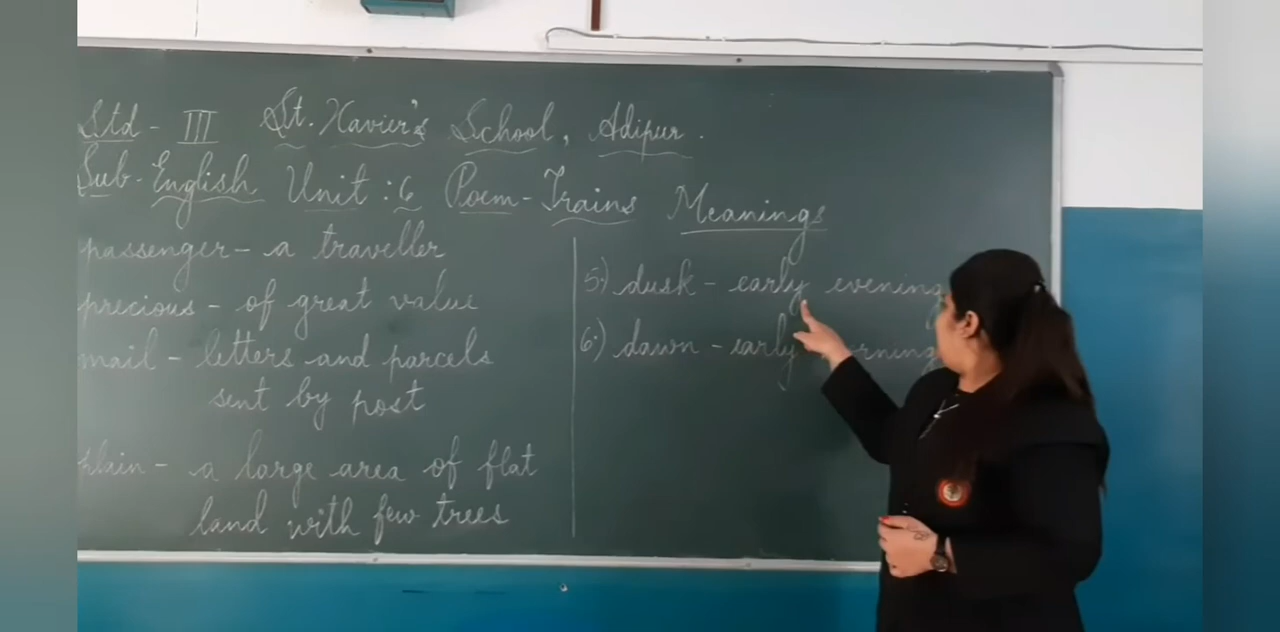 Std - III St. Xavier's School, Adipur.
Sub - English Unit : 6 Poem - Trains Meanings
passenger - a traveller
precious - of great value
mail - letters and parcels
sent by post
plain - a large area of flat
land with few trees
5) dusk - early evening
6) dawn - early morning